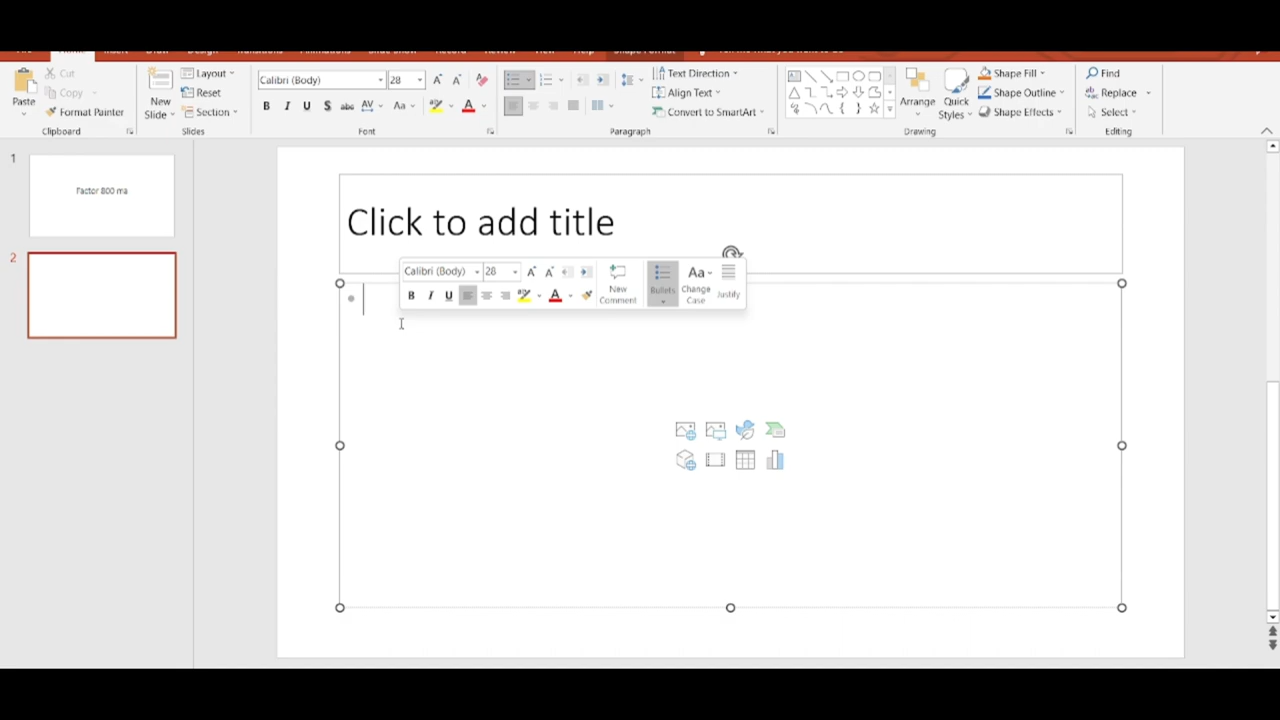 Cut
Copy
Format Painter
Paste
Clipboard
New
Slide
Layout
Reset
Section
Slides
Calibri (Body)
28
B I U S abc AV Aa A
Font
Text Direction
Align Text
Convert to SmartArt
Paragraph
Arrange
Quick
Styles
Shape Fill
Shape Outline
Shape Effects
Drawing
Find
Replace
Select
Editing
1
Factor 800 ma
2
Click to add title
Calibri (Body)
28
B I U A
New
Comment
Bullets
Aa
Change
Case
Justify